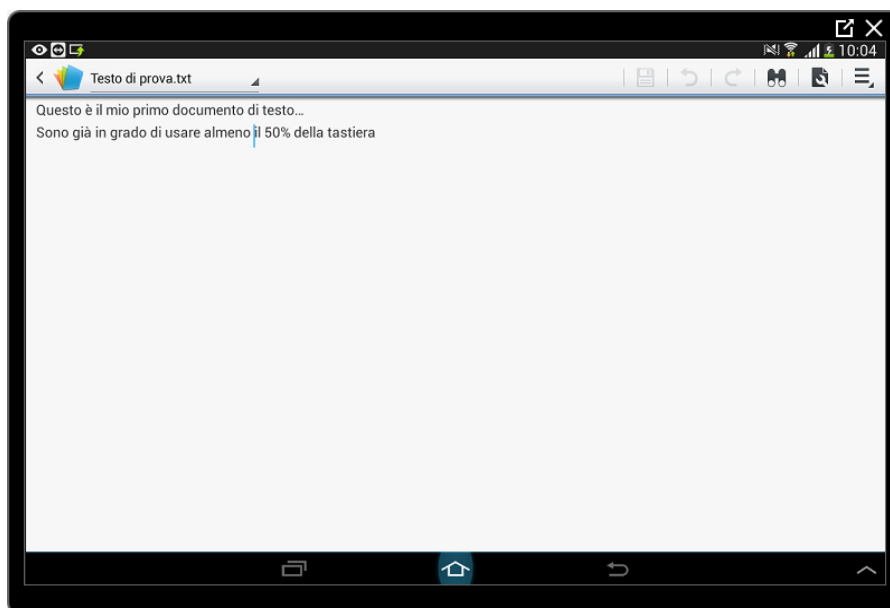 10:04
Testo di prova.txt
Questo è il mio primo documento di testo...
Sono già in grado di usare almeno il 50% della tastiera